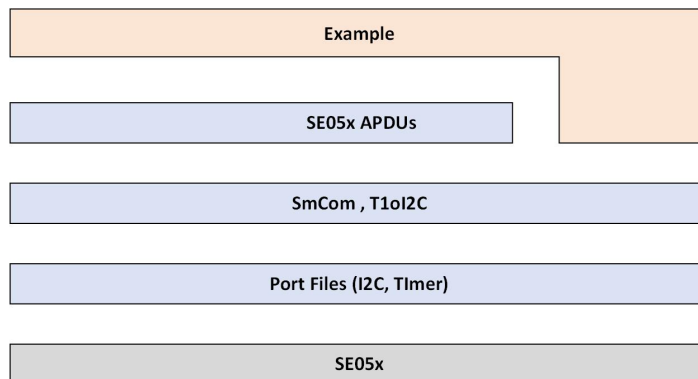 Example
SE05x APDUs
SmCom , T1oI2C
Port Files (I2C, TImer)
SE05x